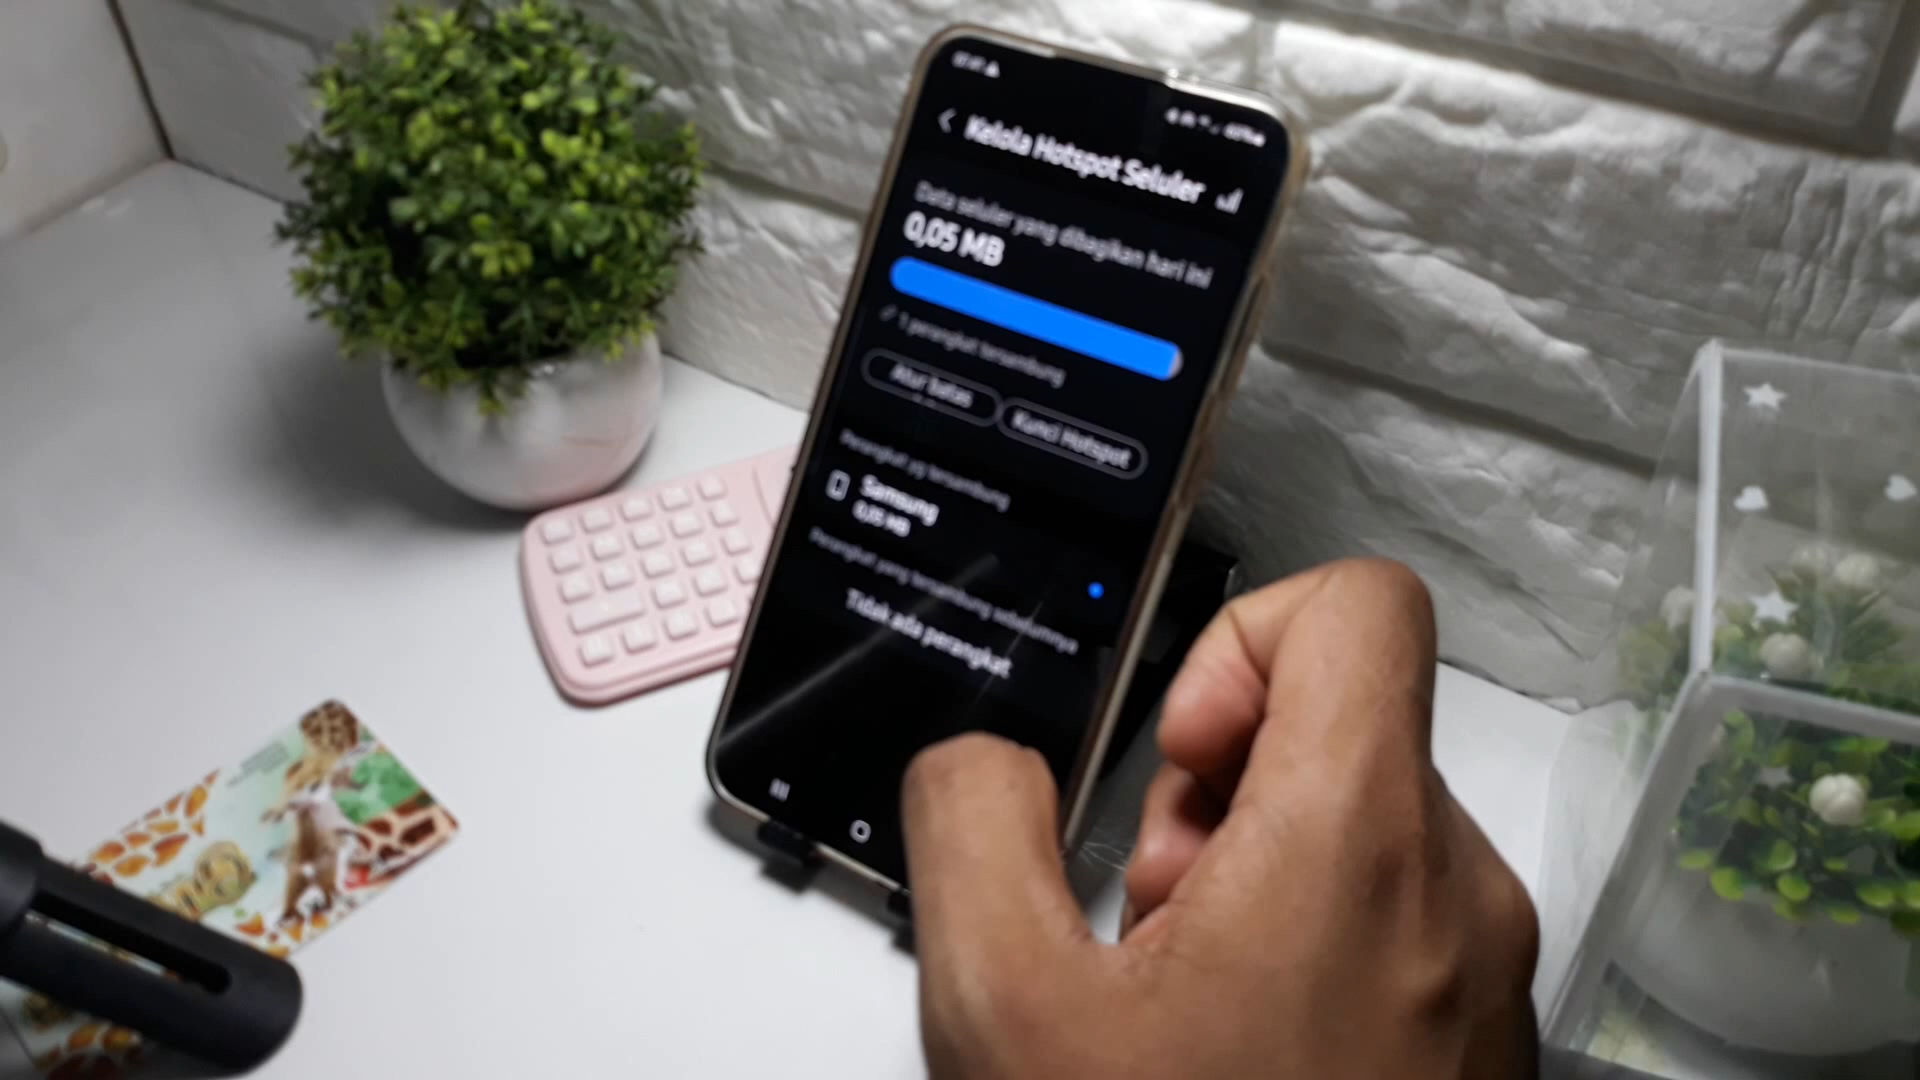 Kelola Hotspot Seluler
Data seluler yang dibagikan hari ini
0,05 MB
1 perangkat tersambung
Atur batas
Kunci Hotspot
Perangkat yg tersambung
Samsung
0,05 MB
Perangkat yang tersambung sebelumnya
Tidak ada perangkat